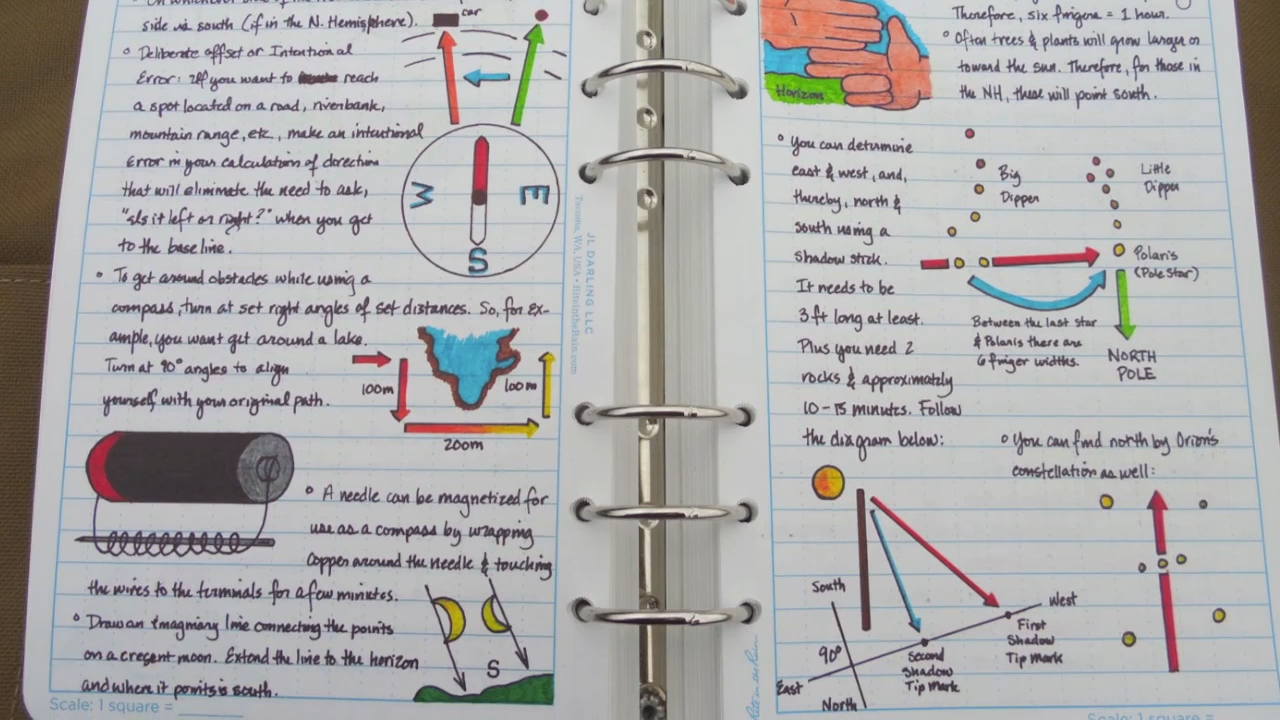 side via south (if in the N. Hemisphere).
car
° Deliberate offset or Intentional
Error: If you want to reach
a spot located on a road, riverbank,
mountain range, etc., make an intentional
Error in your calculation of direction
that will eliminate the need to ask,
"Is it left or right?" when you get
to the baseline.
W
E
S
° To get around obstacles while using a
compass, turn at set right angles of set distances. So, for ex-
ample, you want get around a lake.
Turn at 90° angles to align
yourself with your original path.
100m
100m
200m
° A needle can be magnetized for
use as a compass by wrapping
Copper around the needle & touching
the wires to the terminals for a few minutes.
° Draw an imaginary line connecting the points
on a crecent moon. Extend the line to the horizon
and where it points is south.
S
Scale: 1 square =
JL DARLING LLC
Tacoma, WA, USA • RiteintheRain.com
Horizon
Therefore, six fingers = 1 hour.
° Often trees & plants will grow larger or
toward the sun. Therefore, for those in
the NH, these will point south.
° You can determine
east & west, and,
thereby, north &
south using a
shadow stick.
It needs to be
3 ft long at least.
Plus you need 2
rocks & approximately
10-15 minutes. Follow
the diagram below:
Big
Dipper
Little
Dipper
Polaris
(Pole Star)
Between the last star
& Polaris there are
6 finger widths.
NORTH
POLE
° You can find north by Orion's
constellation as well:
South
West
First
Shadow
Tip Mark
90°
Second
Shadow
Tip Mark
East
North
Rite in the Rain
Scale: 1 square =